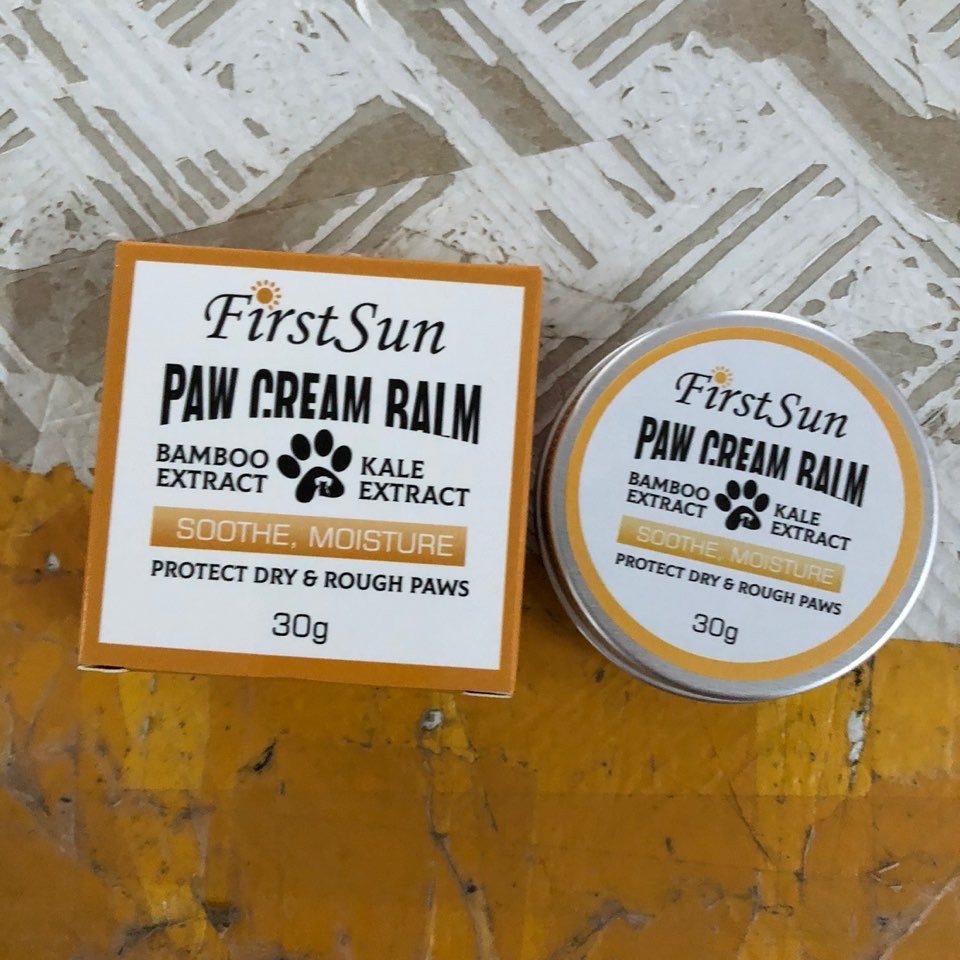 FirstSun
PAW CREAM BALM
BAMBOO EXTRACT
KALE EXTRACT
SOOTHE, MOISTURE
PROTECT DRY & ROUGH PAWS
30g
FirstSun
PAW CREAM BALM
BAMBOO EXTRACT
KALE EXTRACT
SOOTHE, MOISTURE
PROTECT DRY & ROUGH PAWS
30g